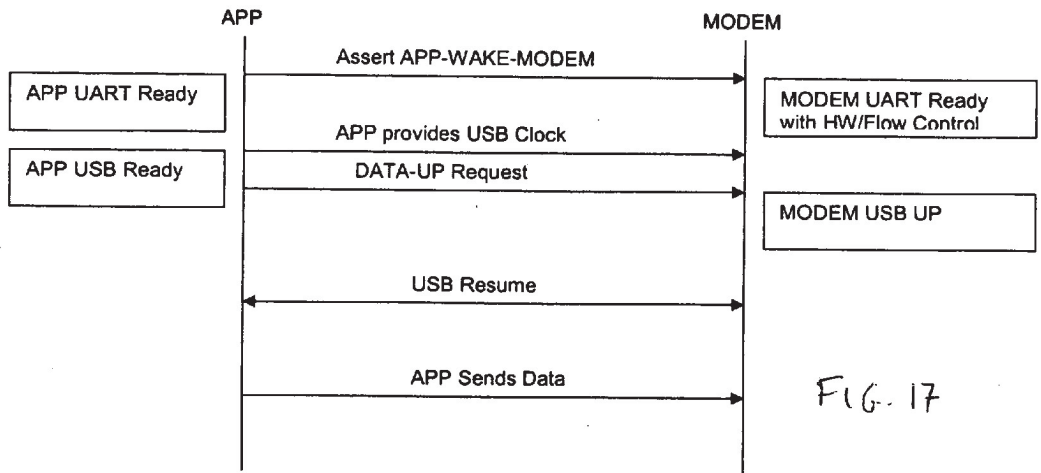 APP
MODEM
Assert APP-WAKE-MODEM
APP UART Ready
MODEM UART Ready
with HW/Flow Control
APP provides USB Clock
APP USB Ready
DATA-UP Request
MODEM USB UP
USB Resume
APP Sends Data
FIG. 17